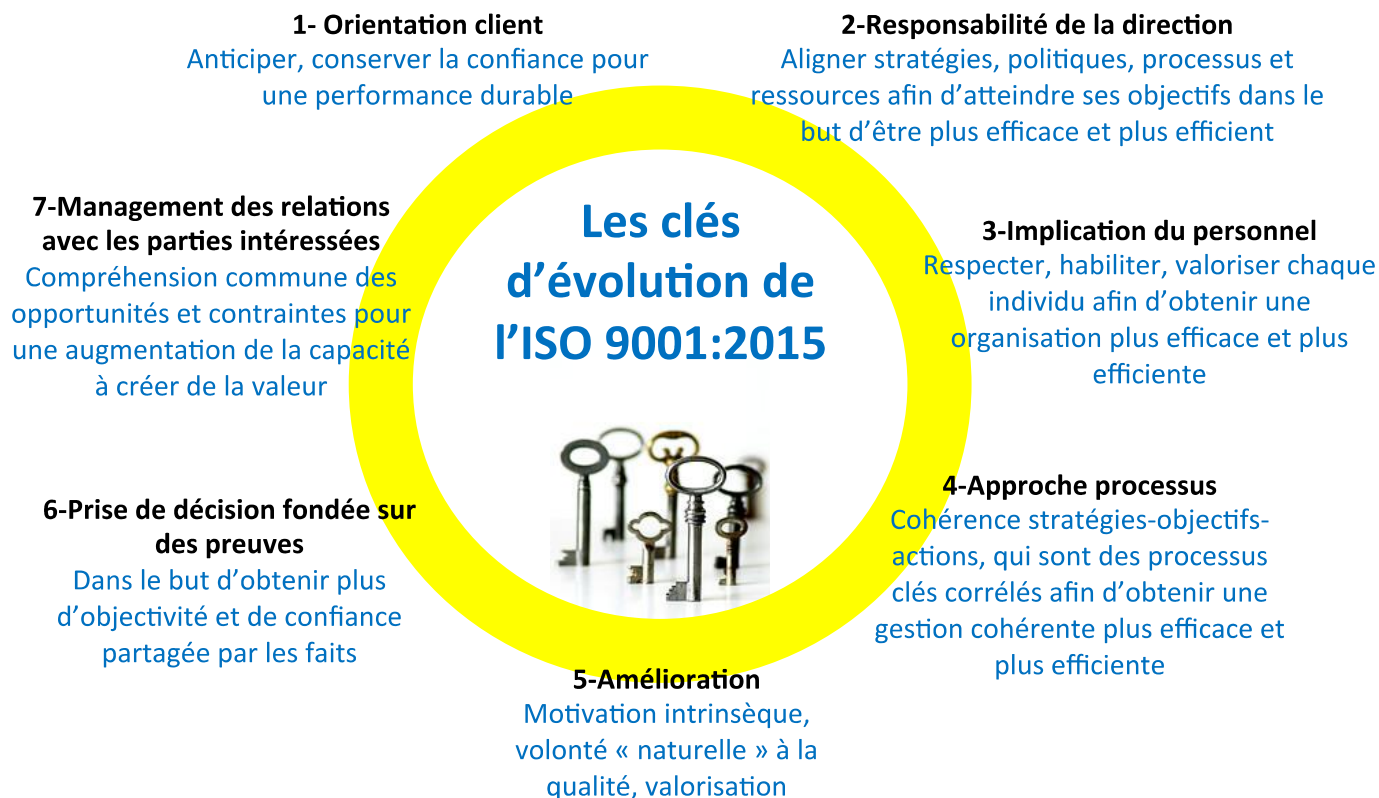 1- Orientation client
Anticiper, conserver la confiance pour
une performance durable
2-Responsabilité de la direction
Aligner stratégies, politiques, processus et
ressources afin d’atteindre ses objectifs dans le
but d’être plus efficace et plus efficient
Les clés
d’évolution de
l’ISO 9001:2015
3-Implication du personnel
Respecter, habiliter, valoriser chaque
individu afin d’obtenir une
organisation plus efficace et plus
efficiente
4-Approche processus
Cohérence stratégies-objectifs-
actions, qui sont des processus
clés corrélés afin d’obtenir une
gestion cohérente plus efficace et
plus efficiente
5-Amélioration
Motivation intrinsèque,
volonté « naturelle » à la
qualité, valorisation
6-Prise de décision fondée sur
des preuves
Dans le but d’obtenir plus
d’objectivité et de confiance
partagée par les faits
7-Management des relations
avec les parties intéressées
Compréhension commune des
opportunités et contraintes pour
une augmentation de la capacité
à créer de la valeur